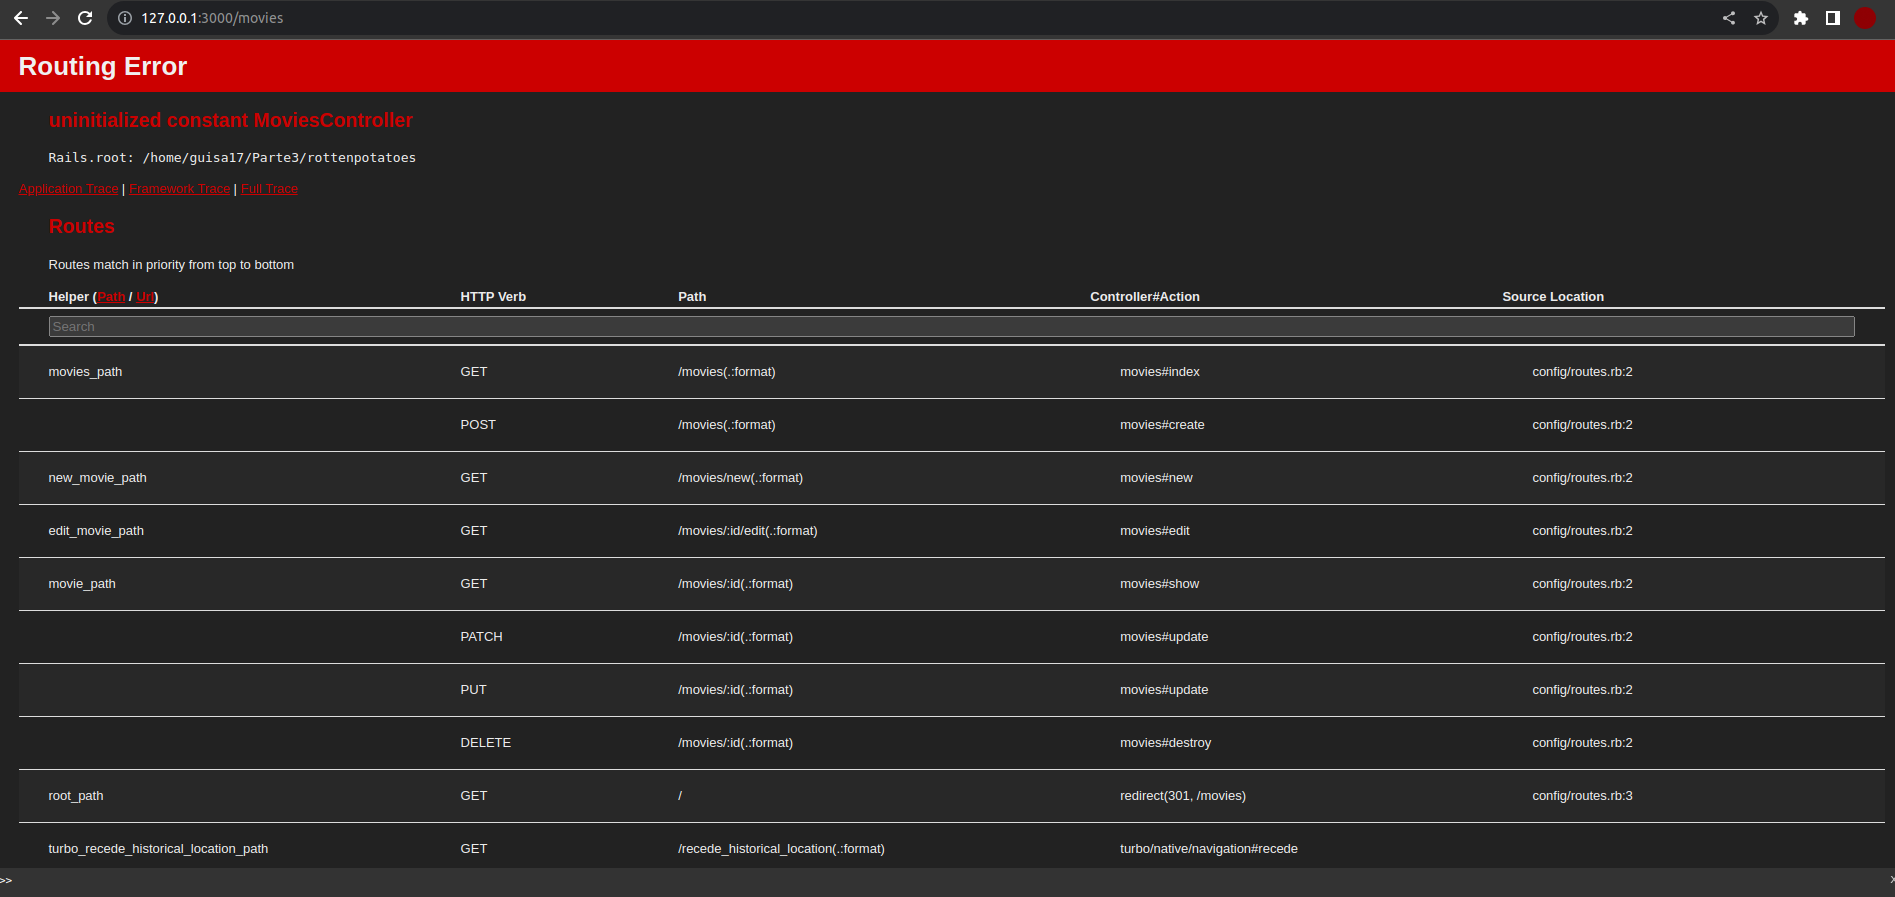 127.0.0.1:3000/movies
Routing Error
uninitialized constant MoviesController
Rails.root: /home/guisa17/Parte3/rottenpotatoes
Application Trace | Framework Trace | Full Trace
Routes
Routes match in priority from top to bottom
Helper (Path / Url) HTTP Verb Path Controller#Action Source Location
Search
movies_path GET /movies(.:format) movies#index config/routes.rb:2
POST /movies(.:format) movies#create config/routes.rb:2
new_movie_path GET /movies/new(.:format) movies#new config/routes.rb:2
edit_movie_path GET /movies/:id/edit(.:format) movies#edit config/routes.rb:2
movie_path GET /movies/:id(.:format) movies#show config/routes.rb:2
PATCH /movies/:id(.:format) movies#update config/routes.rb:2
PUT /movies/:id(.:format) movies#update config/routes.rb:2
DELETE /movies/:id(.:format) movies#destroy config/routes.rb:2
root_path GET / redirect(301, /movies) config/routes.rb:3
turbo_recede_historical_location_path GET /recede_historical_location(.:format) turbo/native/navigation#recede
>> x